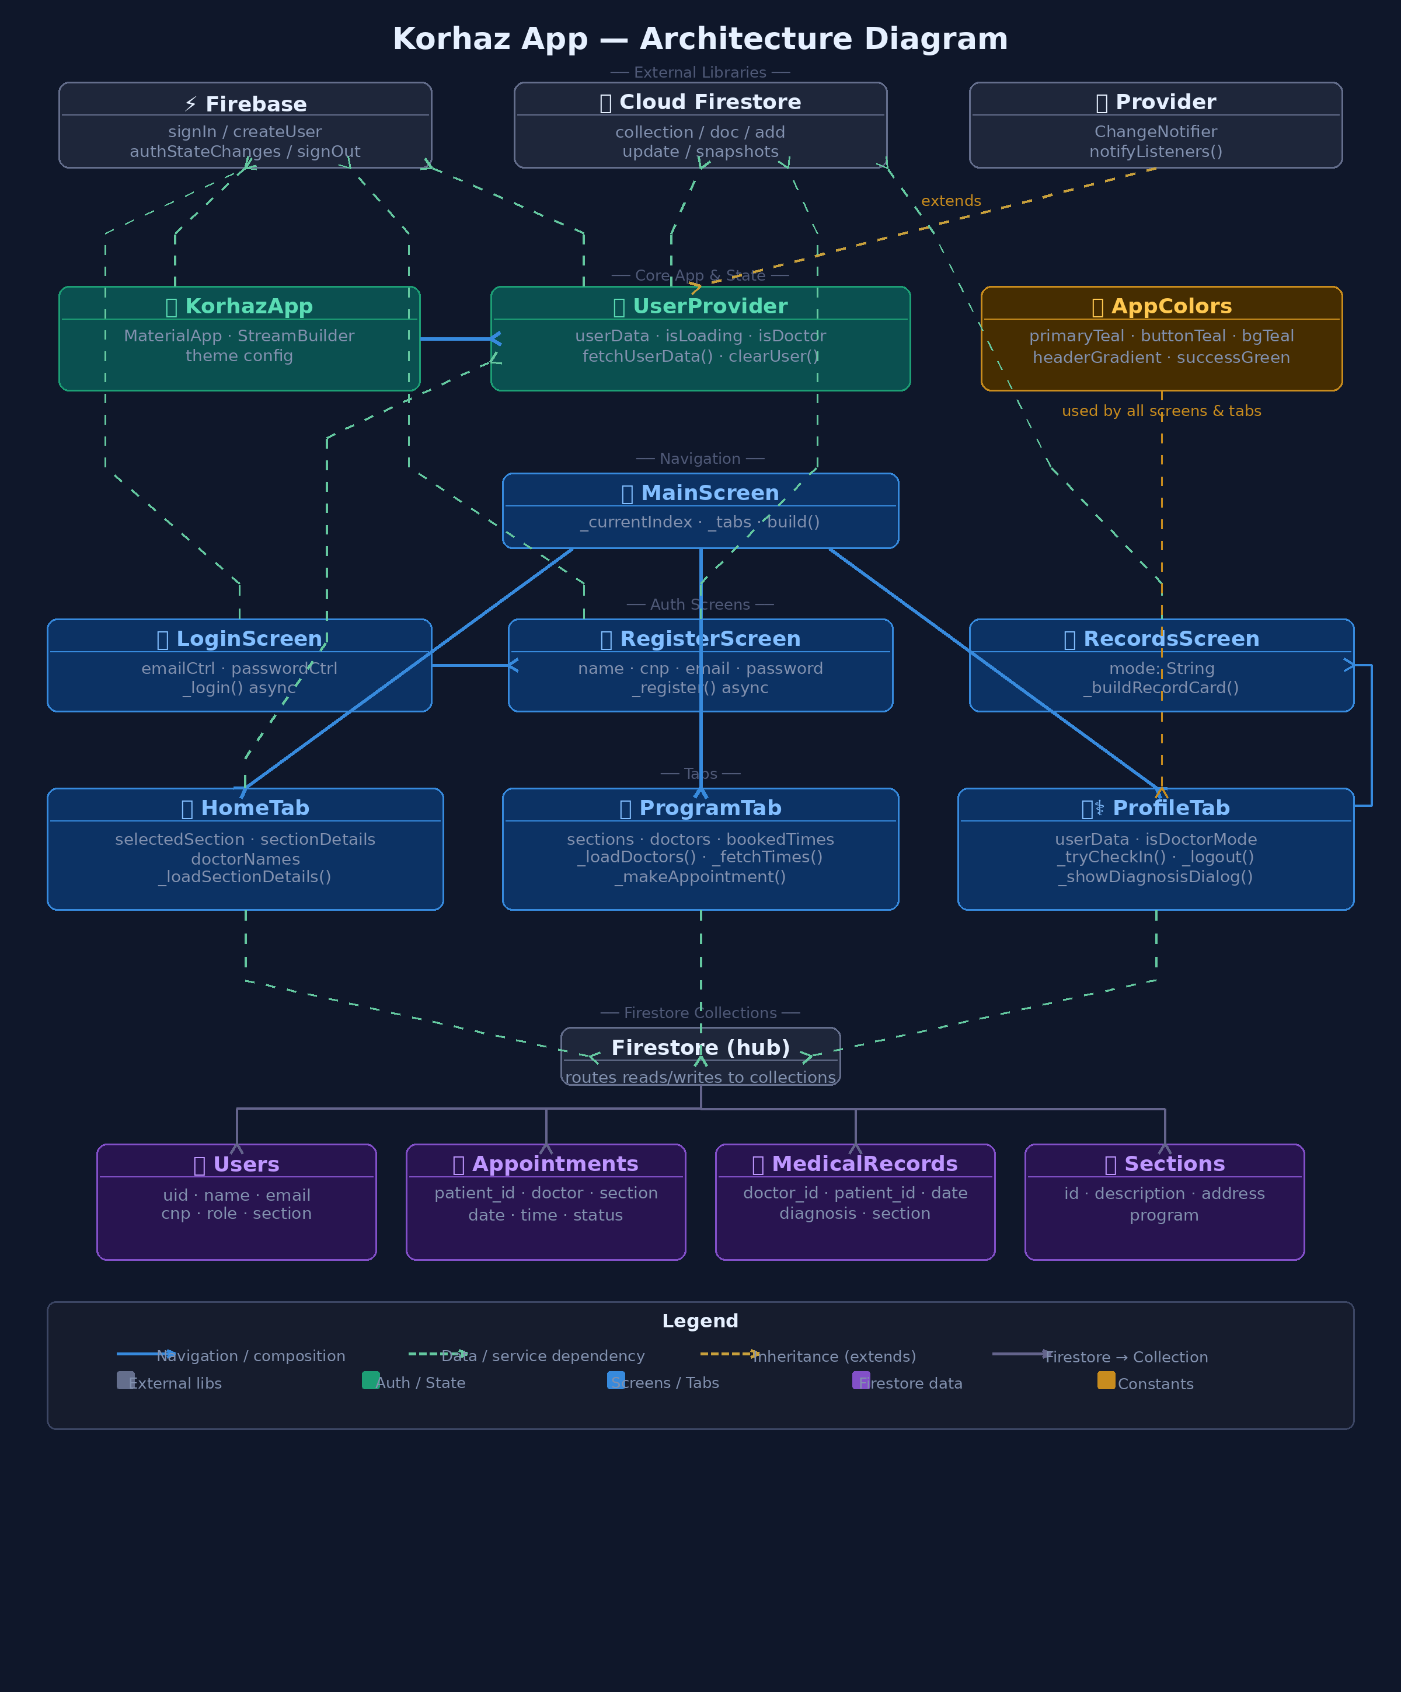 Korhaz App — Architecture Diagram
── External Libraries ──
⚡ Firebase
signIn / createUser
authStateChanges / signOut
Cloud Firestore
collection / doc / add
update / snapshots
Provider
ChangeNotifier
notifyListeners()
extends
── Core App & State ──
KorhazApp
MaterialApp · StreamBuilder
theme config
UserProvider
userData · isLoading · isDoctor
fetchUserData() · clearUser()
AppColors
primaryTeal · buttonTeal · bgTeal
headerGradient · successGreen
used by all screens & tabs
── Navigation ──
MainScreen
_currentIndex · _tabs · build()
── Auth Screens ──
LoginScreen
emailCtrl · passwordCtrl
_login() async
RegisterScreen
name · cnp · email · password
_register() async
RecordsScreen
mode: String
_buildRecordCard()
── Tabs ──
HomeTab
selectedSection · sectionDetails
doctorNames
_loadSectionDetails()
ProgramTab
sections · doctors · bookedTimes
_loadDoctors() · _fetchTimes()
_makeAppointment()
⚕ ProfileTab
userData · isDoctorMode
_tryCheckIn() · _logout()
_showDiagnosisDialog()
── Firestore Collections ──
Firestore (hub)
routes reads/writes to collections
Users
uid · name · email
cnp · role · section
Appointments
patient_id · doctor · section
date · time · status
MedicalRecords
doctor_id · patient_id · date
diagnosis · section
Sections
id · description · address
program
Legend
Navigation / composition
Data / service dependency
Inheritance (extends)
Firestore → Collection
External libs
Auth / State
Screens / Tabs
Firestore data
Constants